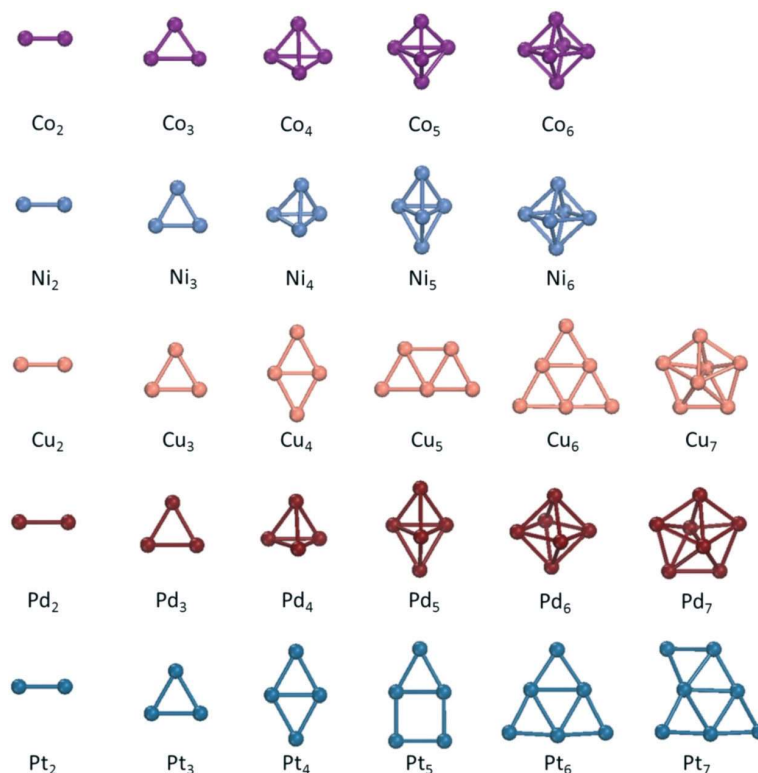 Co₂ Co₃ Co₄ Co₅ Co₆
Ni₂ Ni₃ Ni₄ Ni₅ Ni₆
Cu₂ Cu₃ Cu₄ Cu₅ Cu₆ Cu₇
Pd₂ Pd₃ Pd₄ Pd₅ Pd₆ Pd₇
Pt₂ Pt₃ Pt₄ Pt₅ Pt₆ Pt₇